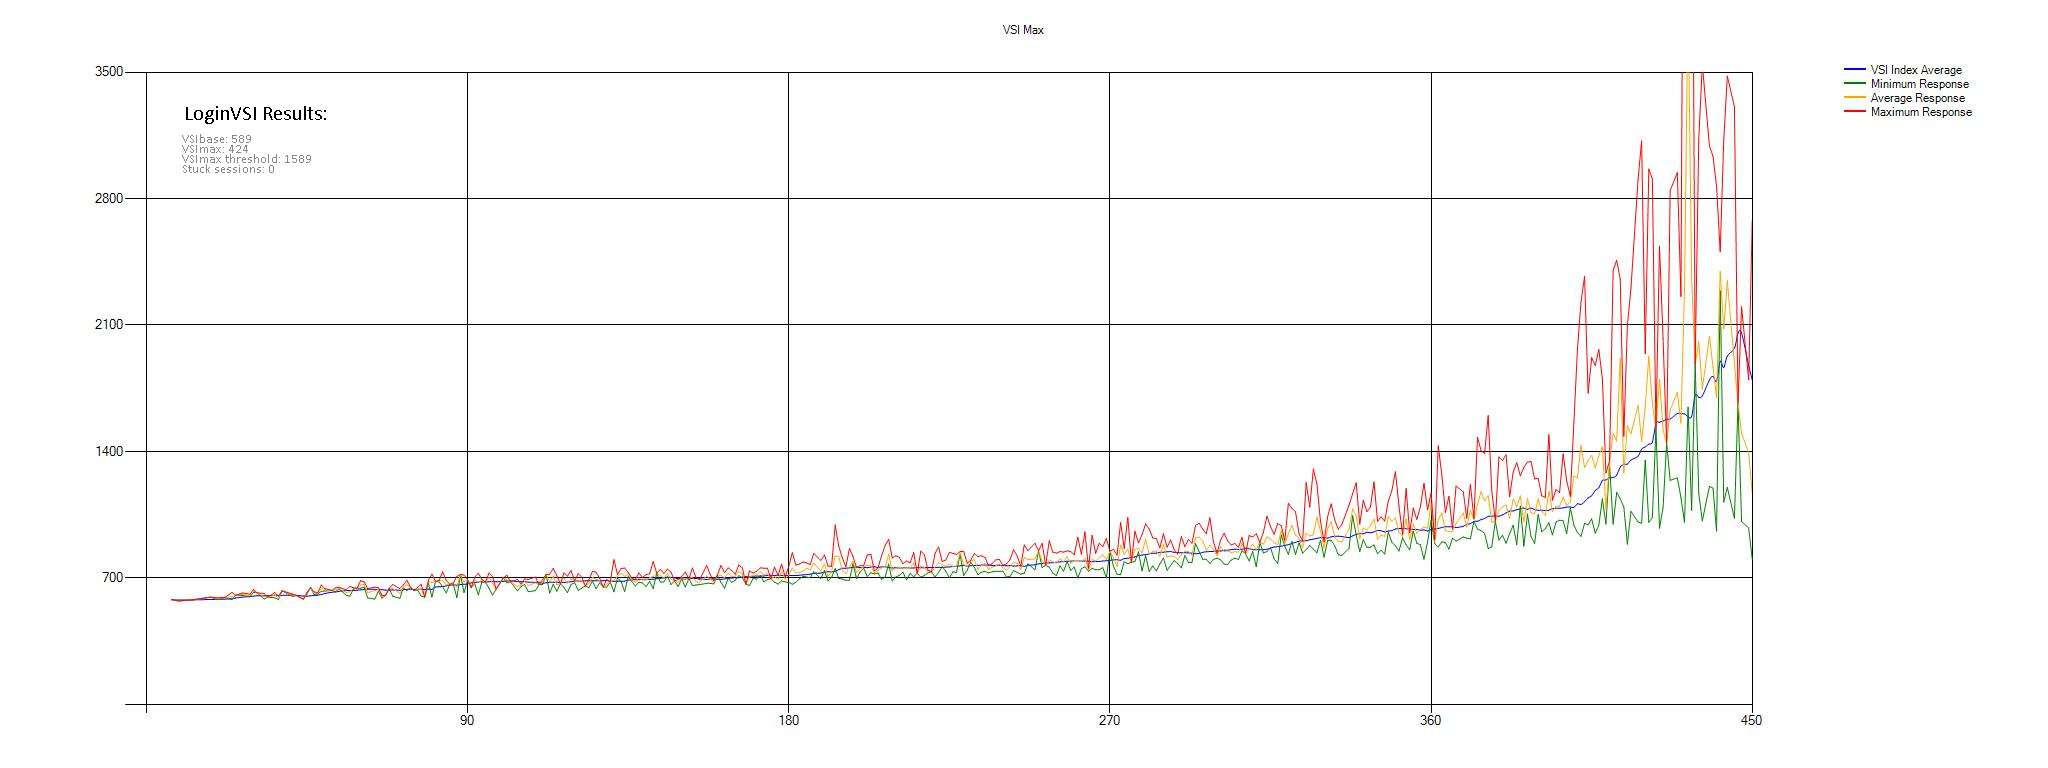 VSI Max
3500
2800
2100
1400
700
LoginVSI Results:
VSIbase: 589
VSImax: 424
VSImax threshold: 1589
Stuck sessions: 0
VSI Index Average
Minimum Response
Average Response
Maximum Response
90
180
270
360
450